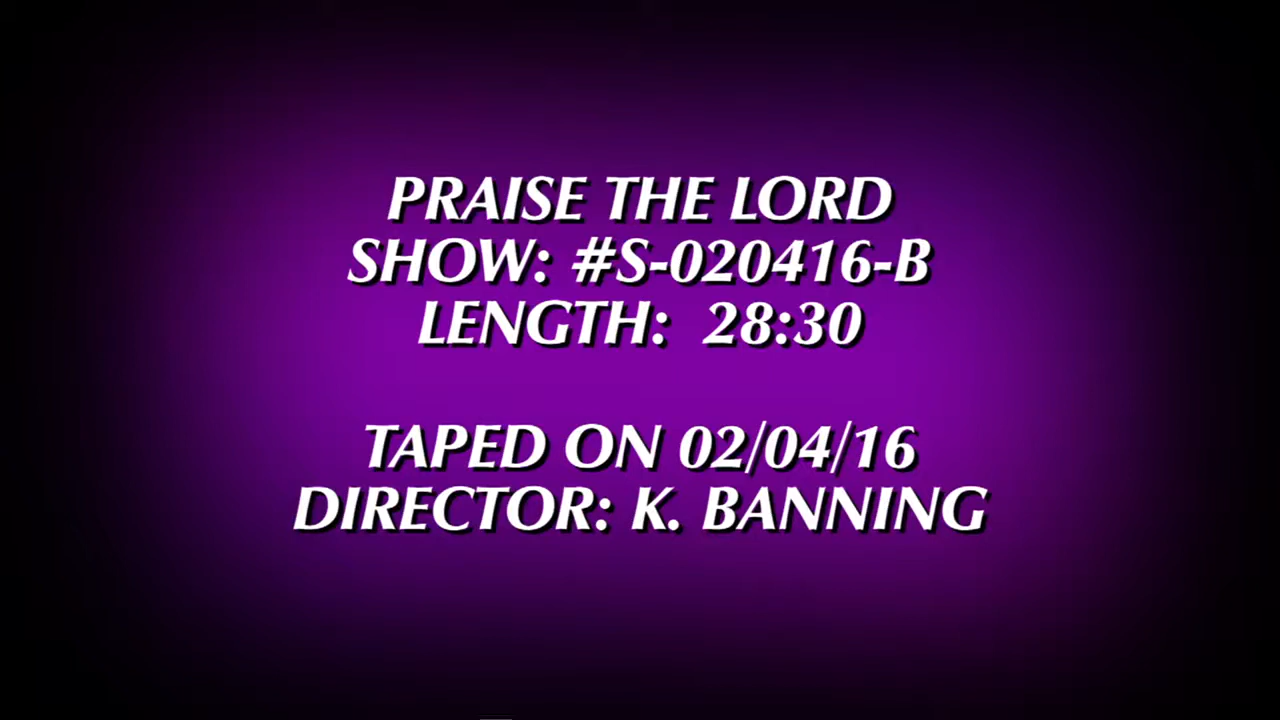 PRAISE THE LORD
SHOW: #S-020416-B
LENGTH:  28:30
TAPED ON 02/04/16
DIRECTOR: K. BANNING